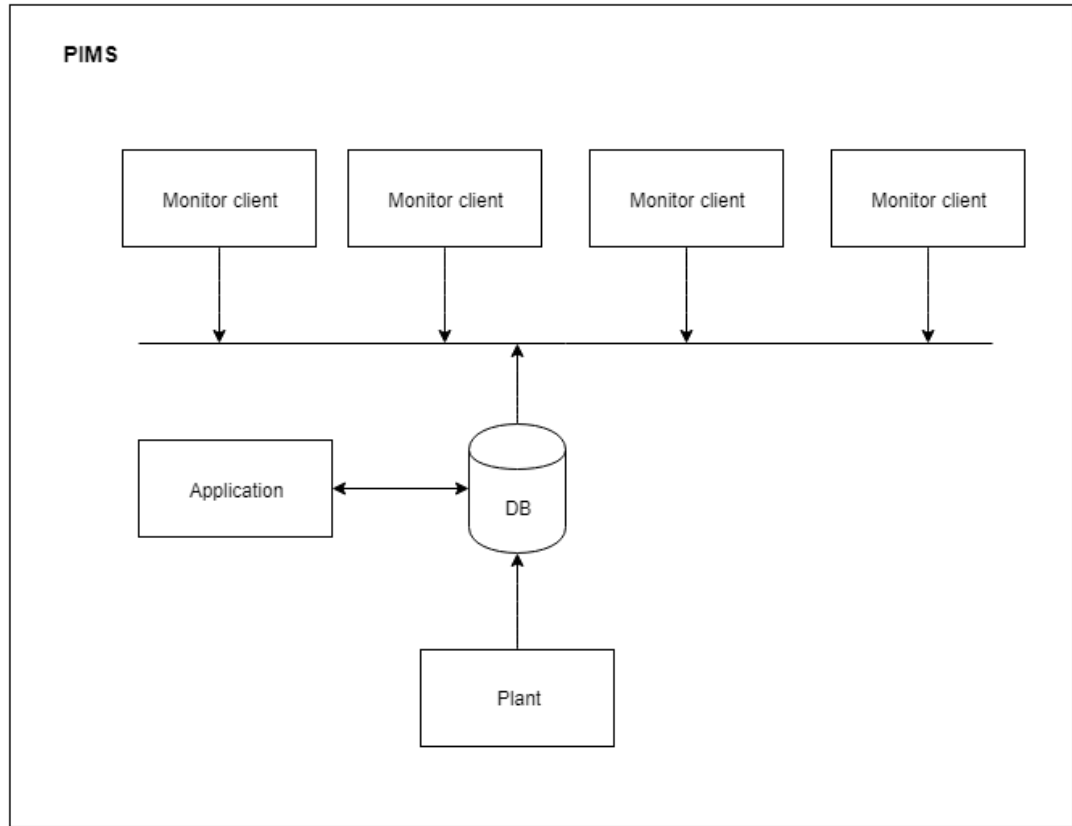 PIMS
Monitor client
Monitor client
Monitor client
Monitor client
Application
DB
Plant